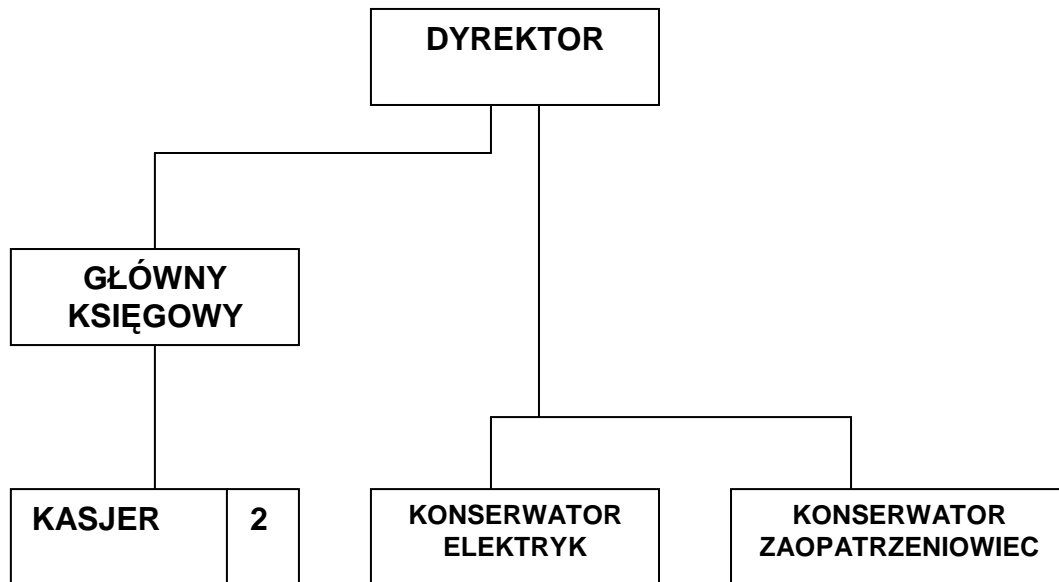 DYREKTOR
GŁÓWNY
KSIĘGOWY
KASJER 2
KONSERWATOR
ELEKTRYK
KONSERWATOR
ZAOPATRZENIOWIEC